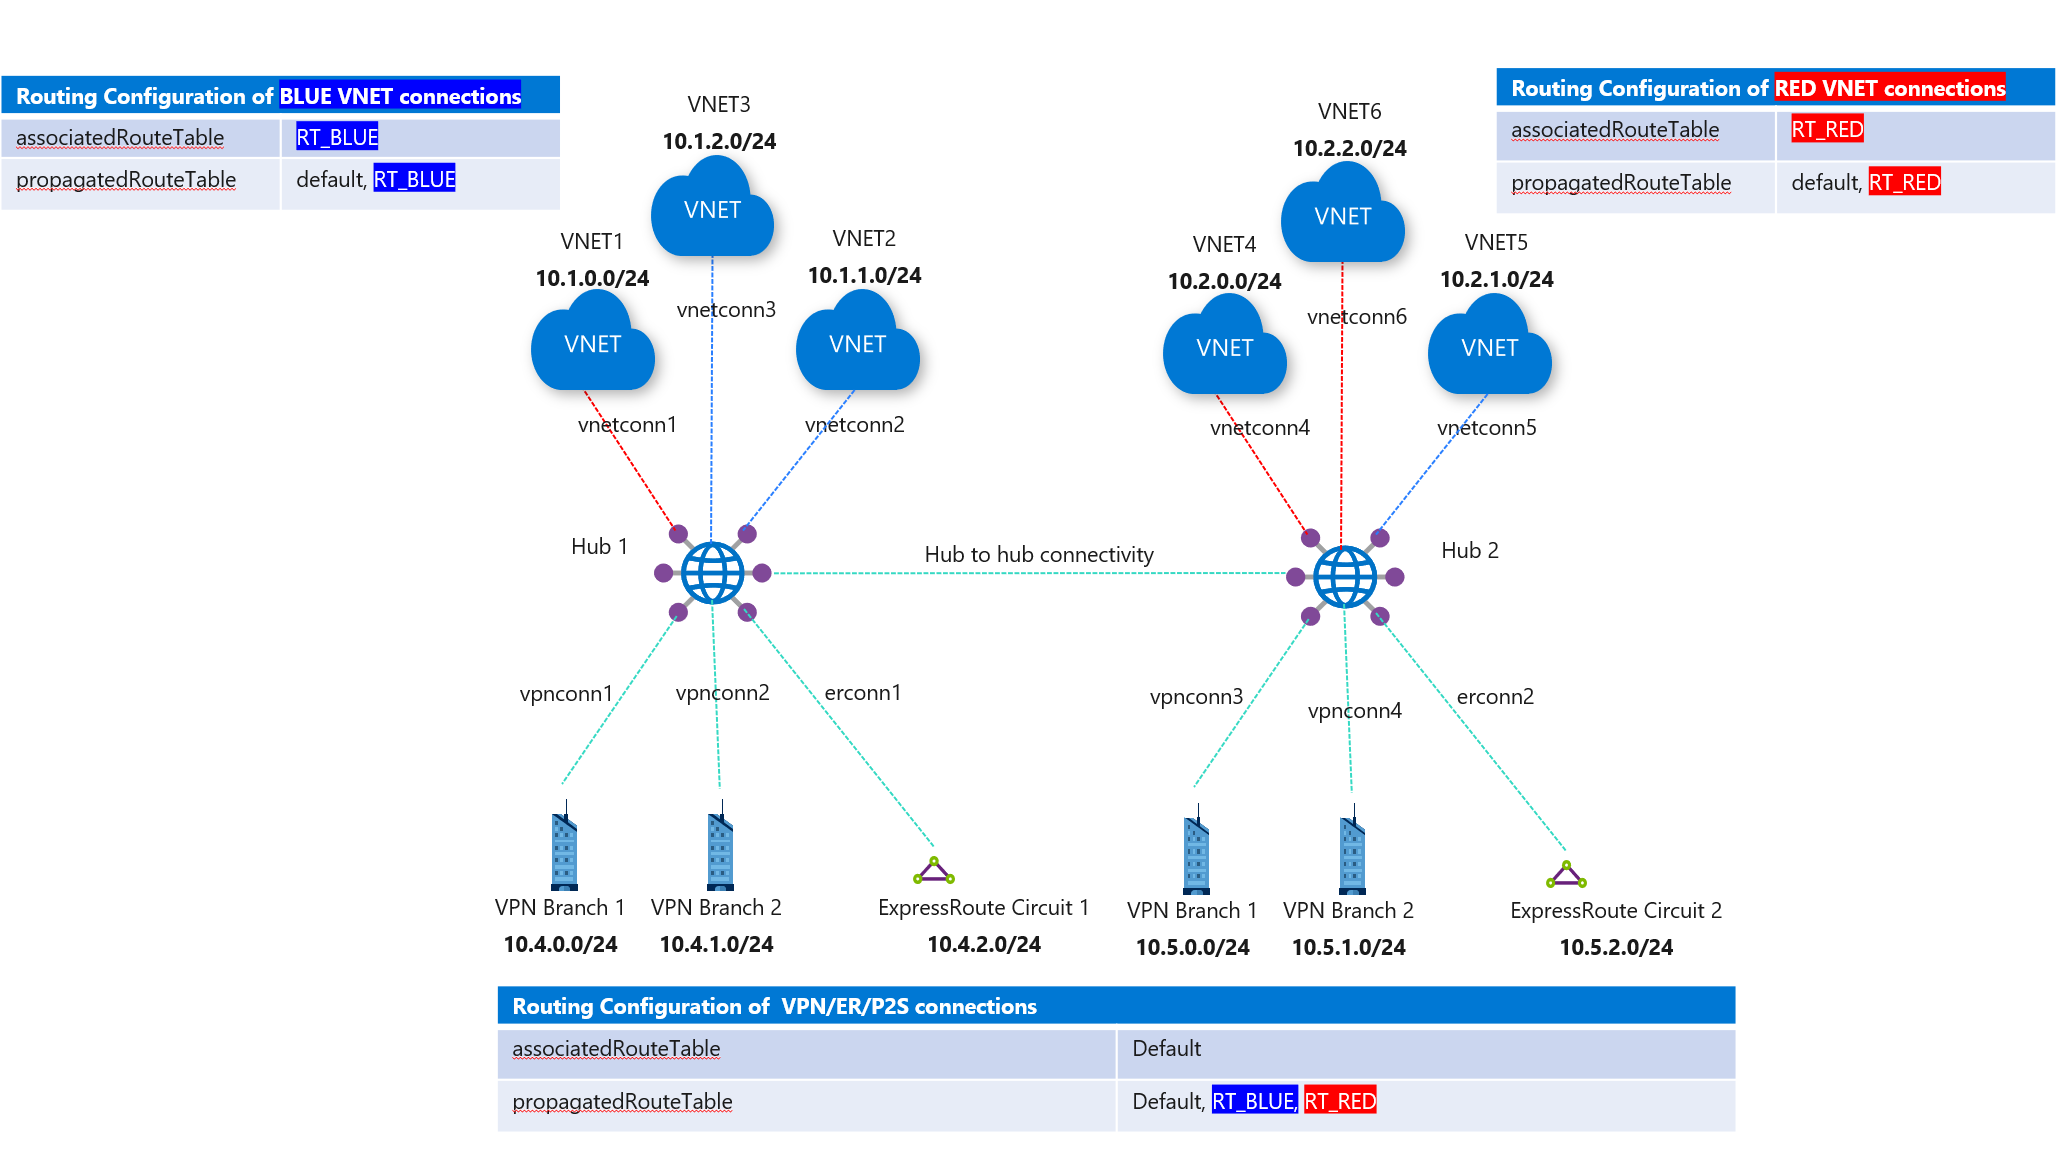 Routing Configuration of BLUE VNET connections
associatedRouteTable RT_BLUE
propagatedRouteTable default, RT_BLUE
Routing Configuration of RED VNET connections
associatedRouteTable RT_RED
propagatedRouteTable default, RT_RED
VNET3
10.1.2.0/24
VNET
VNET1
10.1.0.0/24
VNET
VNET2
10.1.1.0/24
VNET
vnetconn3
vnetconn1
vnetconn2
VNET6
10.2.2.0/24
VNET
VNET4
10.2.0.0/24
VNET
VNET5
10.2.1.0/24
VNET
vnetconn6
vnetconn4
vnetconn5
Hub 1
Hub to hub connectivity
Hub 2
vpnconn1
vpnconn2
erconn1
vpnconn3
vpnconn4
erconn2
VPN Branch 1
10.4.0.0/24
VPN Branch 2
10.4.1.0/24
ExpressRoute Circuit 1
10.4.2.0/24
VPN Branch 1
10.5.0.0/24
VPN Branch 2
10.5.1.0/24
ExpressRoute Circuit 2
10.5.2.0/24
Routing Configuration of VPN/ER/P2S connections
associatedRouteTable Default
propagatedRouteTable Default, RT_BLUE, RT_RED